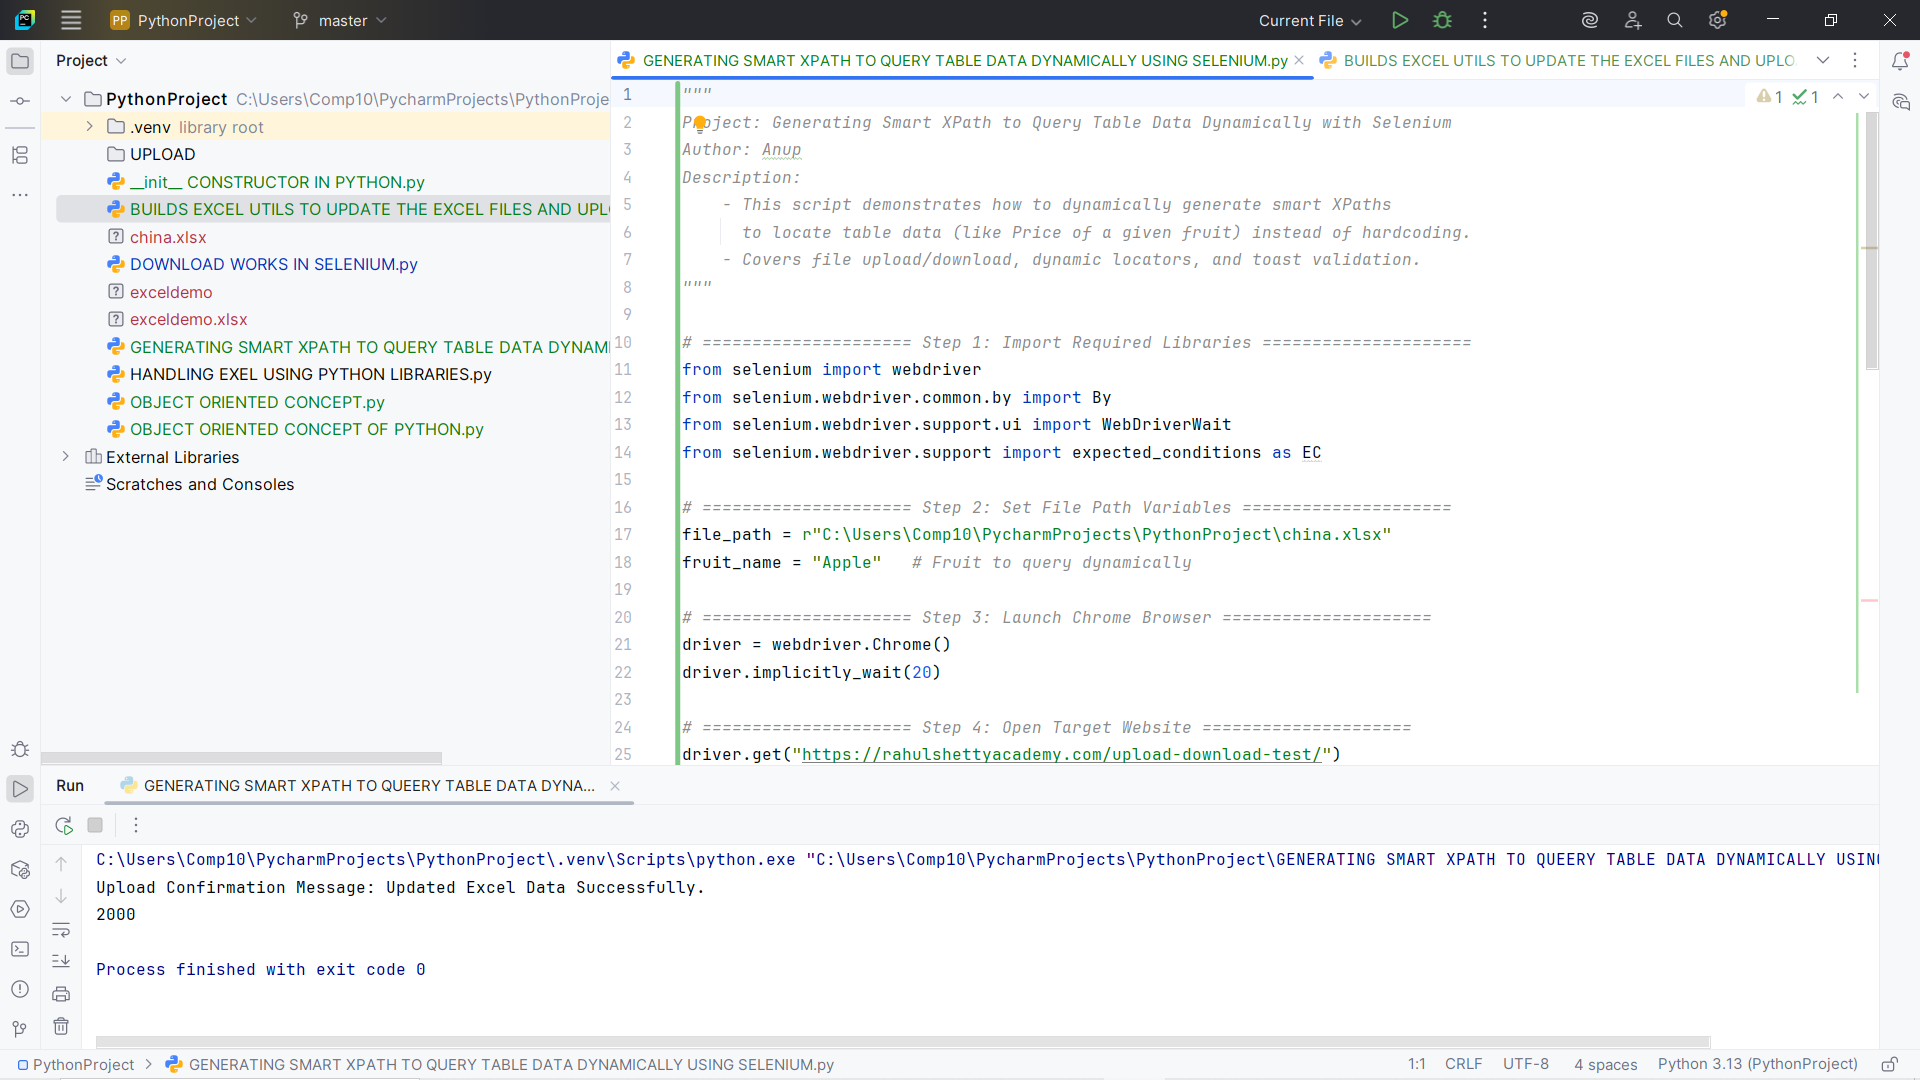 PC
PP PythonProject
master
Current File
Project
PythonProject C:\Users\Comp10\PycharmProjects\PythonProje
.venv library root
UPLOAD
__init__ CONSTRUCTOR IN PYTHON.py
BUILDS EXCEL UTILS TO UPDATE THE EXCEL FILES AND UPL
china.xlsx
DOWNLOAD WORKS IN SELENIUM.py
exceldemo
exceldemo.xlsx
GENERATING SMART XPATH TO QUERY TABLE DATA DYNAM
HANDLING EXEL USING PYTHON LIBRARIES.py
OBJECT ORIENTED CONCEPT.py
OBJECT ORIENTED CONCEPT OF PYTHON.py
External Libraries
Scratches and Consoles
GENERATING SMART XPATH TO QUERY TABLE DATA DYNAMICALLY USING SELENIUM.py
BUILDS EXCEL UTILS TO UPDATE THE EXCEL FILES AND UPLO
1 1
1 """
2 Project: Generating Smart XPath to Query Table Data Dynamically with Selenium
3 Author: Anup
4 Description:
5 - This script demonstrates how to dynamically generate smart XPaths
6 to locate table data (like Price of a given fruit) instead of hardcoding.
7 - Covers file upload/download, dynamic locators, and toast validation.
8 """
9
10 # ===================== Step 1: Import Required Libraries =====================
11 from selenium import webdriver
12 from selenium.webdriver.common.by import By
13 from selenium.webdriver.support.ui import WebDriverWait
14 from selenium.webdriver.support import expected_conditions as EC
15
16 # ===================== Step 2: Set File Path Variables =====================
17 file_path = r"C:\Users\Comp10\PycharmProjects\PythonProject\china.xlsx"
18 fruit_name = "Apple"   # Fruit to query dynamically
19
20 # ===================== Step 3: Launch Chrome Browser =====================
21 driver = webdriver.Chrome()
22 driver.implicitly_wait(20)
23
24 # ===================== Step 4: Open Target Website =====================
25 driver.get("https://rahulshettyacademy.com/upload-download-test/")
Run
GENERATING SMART XPATH TO QUEERY TABLE DATA DYNA...
C:\Users\Comp10\PycharmProjects\PythonProject\.venv\Scripts\python.exe "C:\Users\Comp10\PycharmProjects\PythonProject\GENERATING SMART XPATH TO QUEERY TABLE DATA DYNAMICALLY USIN
Upload Confirmation Message: Updated Excel Data Successfully.
2000
Process finished with exit code 0
PythonProject > GENERATING SMART XPATH TO QUERY TABLE DATA DYNAMICALLY USING SELENIUM.py
1:1 CRLF UTF-8 4 spaces Python 3.13 (PythonProject)